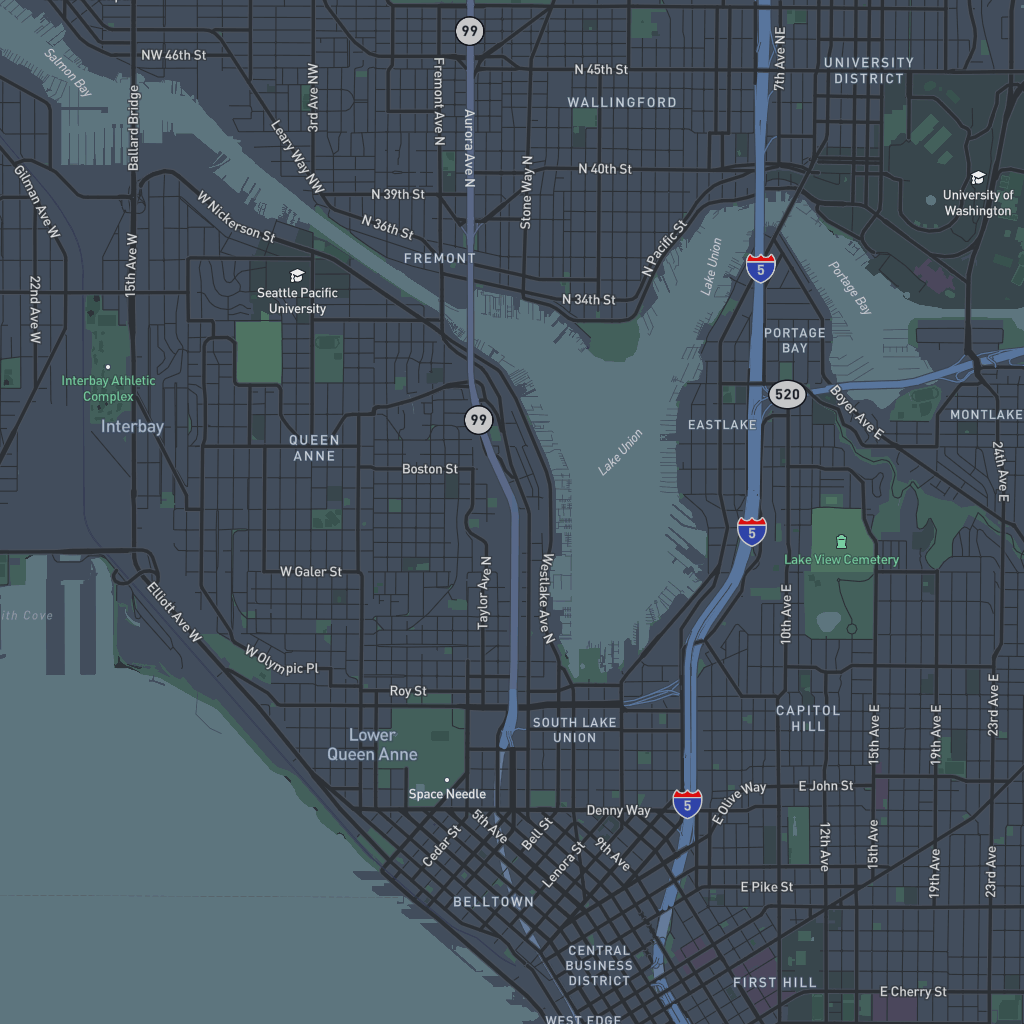 99
NW 46th St
Salmon Bay
Ballard Bridge
3rd Ave NW
Fremont Ave N
Aurora Ave N
N 45th St
7th Ave NE
UNIVERSITY
DISTRICT
WALLINGFORD
Leary Way NW
Stone Way N
N 40th St
Gilman Ave W
W Nickerson St
N 39th St
N 36th St
University of
Washington
FREMONT
N Pacific St
Lake Union
5
Portage Bay
15th Ave W
22nd Ave W
Seattle Pacific
University
N 34th St
PORTAGE
BAY
Interbay Athletic
Complex
520
Boyer Ave E
MONTLAKE
Interbay
99
EASTLAKE
QUEEN
ANNE
Boston St
Lake Union
24th Ave E
5
Lake View Cemetery
W Galer St
Taylor Ave N
Westlake Ave N
10th Ave E
Elliott Ave W
ith Cove
W Olympic Pl
Roy St
SOUTH LAKE
UNION
CAPITOL
HILL
15th Ave E
19th Ave E
23rd Ave E
Lower
Queen Anne
Space Needle
5
E Olive Way
E John St
Denny Way
Cedar St
5th Ave
Bell St
Lenora St
9th Ave
12th Ave
15th Ave
19th Ave
23rd Ave
E Pike St
BELLTOWN
CENTRAL
BUSINESS
DISTRICT
FIRST HILL
E Cherry St
WEST EDGE